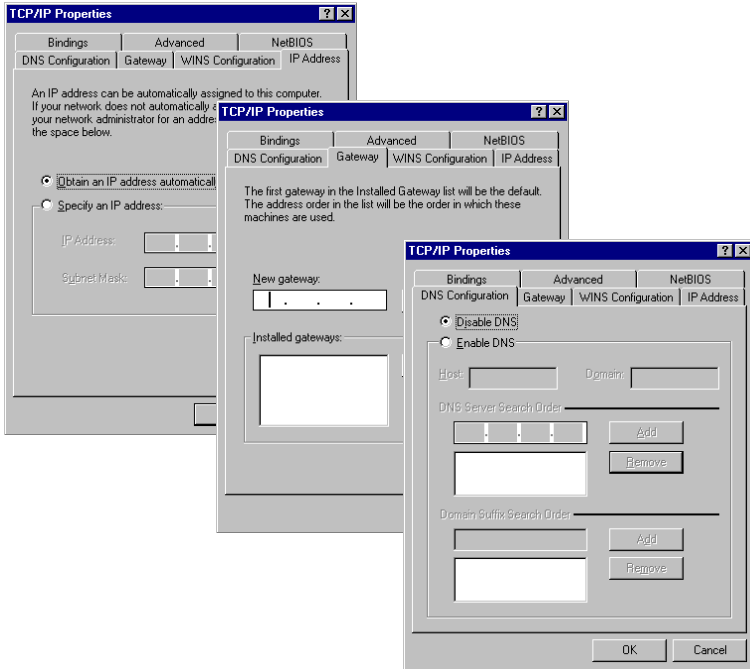 TCP/IP Properties
Bindings Advanced NetBIOS
DNS Configuration Gateway WINS Configuration IP Address
An IP address can be automatically assigned to this computer.
If your network does not automatically a
your network administrator for an addre
the space below.
Obtain an IP address automaticall
Specify an IP address:
IP Address:
Subnet Mask:
TCP/IP Properties
Bindings Advanced NetBIOS
DNS Configuration Gateway WINS Configuration IP Address
The first gateway in the Installed Gateway list will be the default.
The address order in the list will be the order in which these
machines are used.
New gateway:
Installed gateways:
TCP/IP Properties
Bindings Advanced NetBIOS
DNS Configuration Gateway WINS Configuration IP Address
Disable DNS
Enable DNS
Host: Domain:
DNS Server Search Order
Add
Remove
Domain Suffix Search Order
Add
Remove
OK Cancel